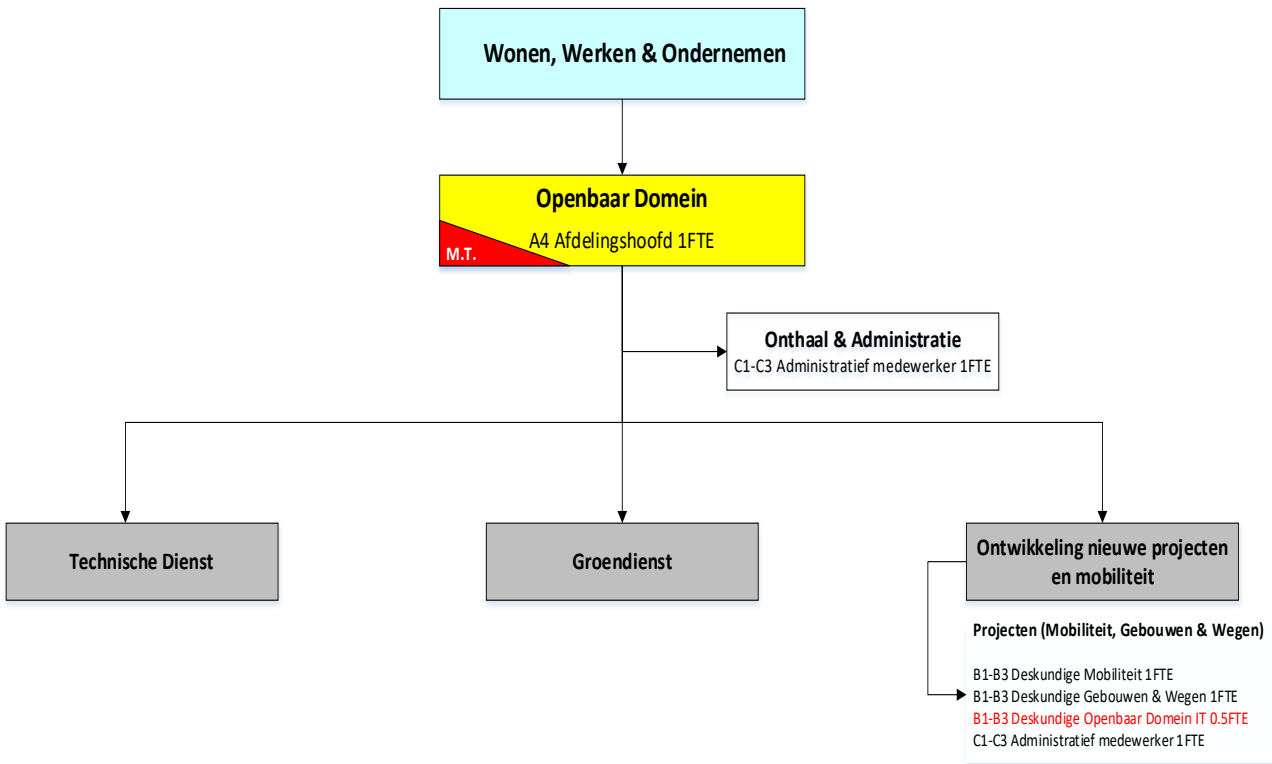 Wonen, Werken & Ondernemen
Openbaar Domein
A4 Afdelingshoofd 1FTE
M.T.
Onthaal & Administratie
C1-C3 Administratief medewerker 1FTE
Technische Dienst
Groendienst
Ontwikkeling nieuwe projecten
en mobiliteit
Projecten (Mobiliteit, Gebouwen & Wegen)
B1-B3 Deskundige Mobiliteit 1FTE
B1-B3 Deskundige Gebouwen & Wegen 1FTE
B1-B3 Deskundige Openbaar Domein IT 0.5FTE
C1-C3 Administratief medewerker 1FTE